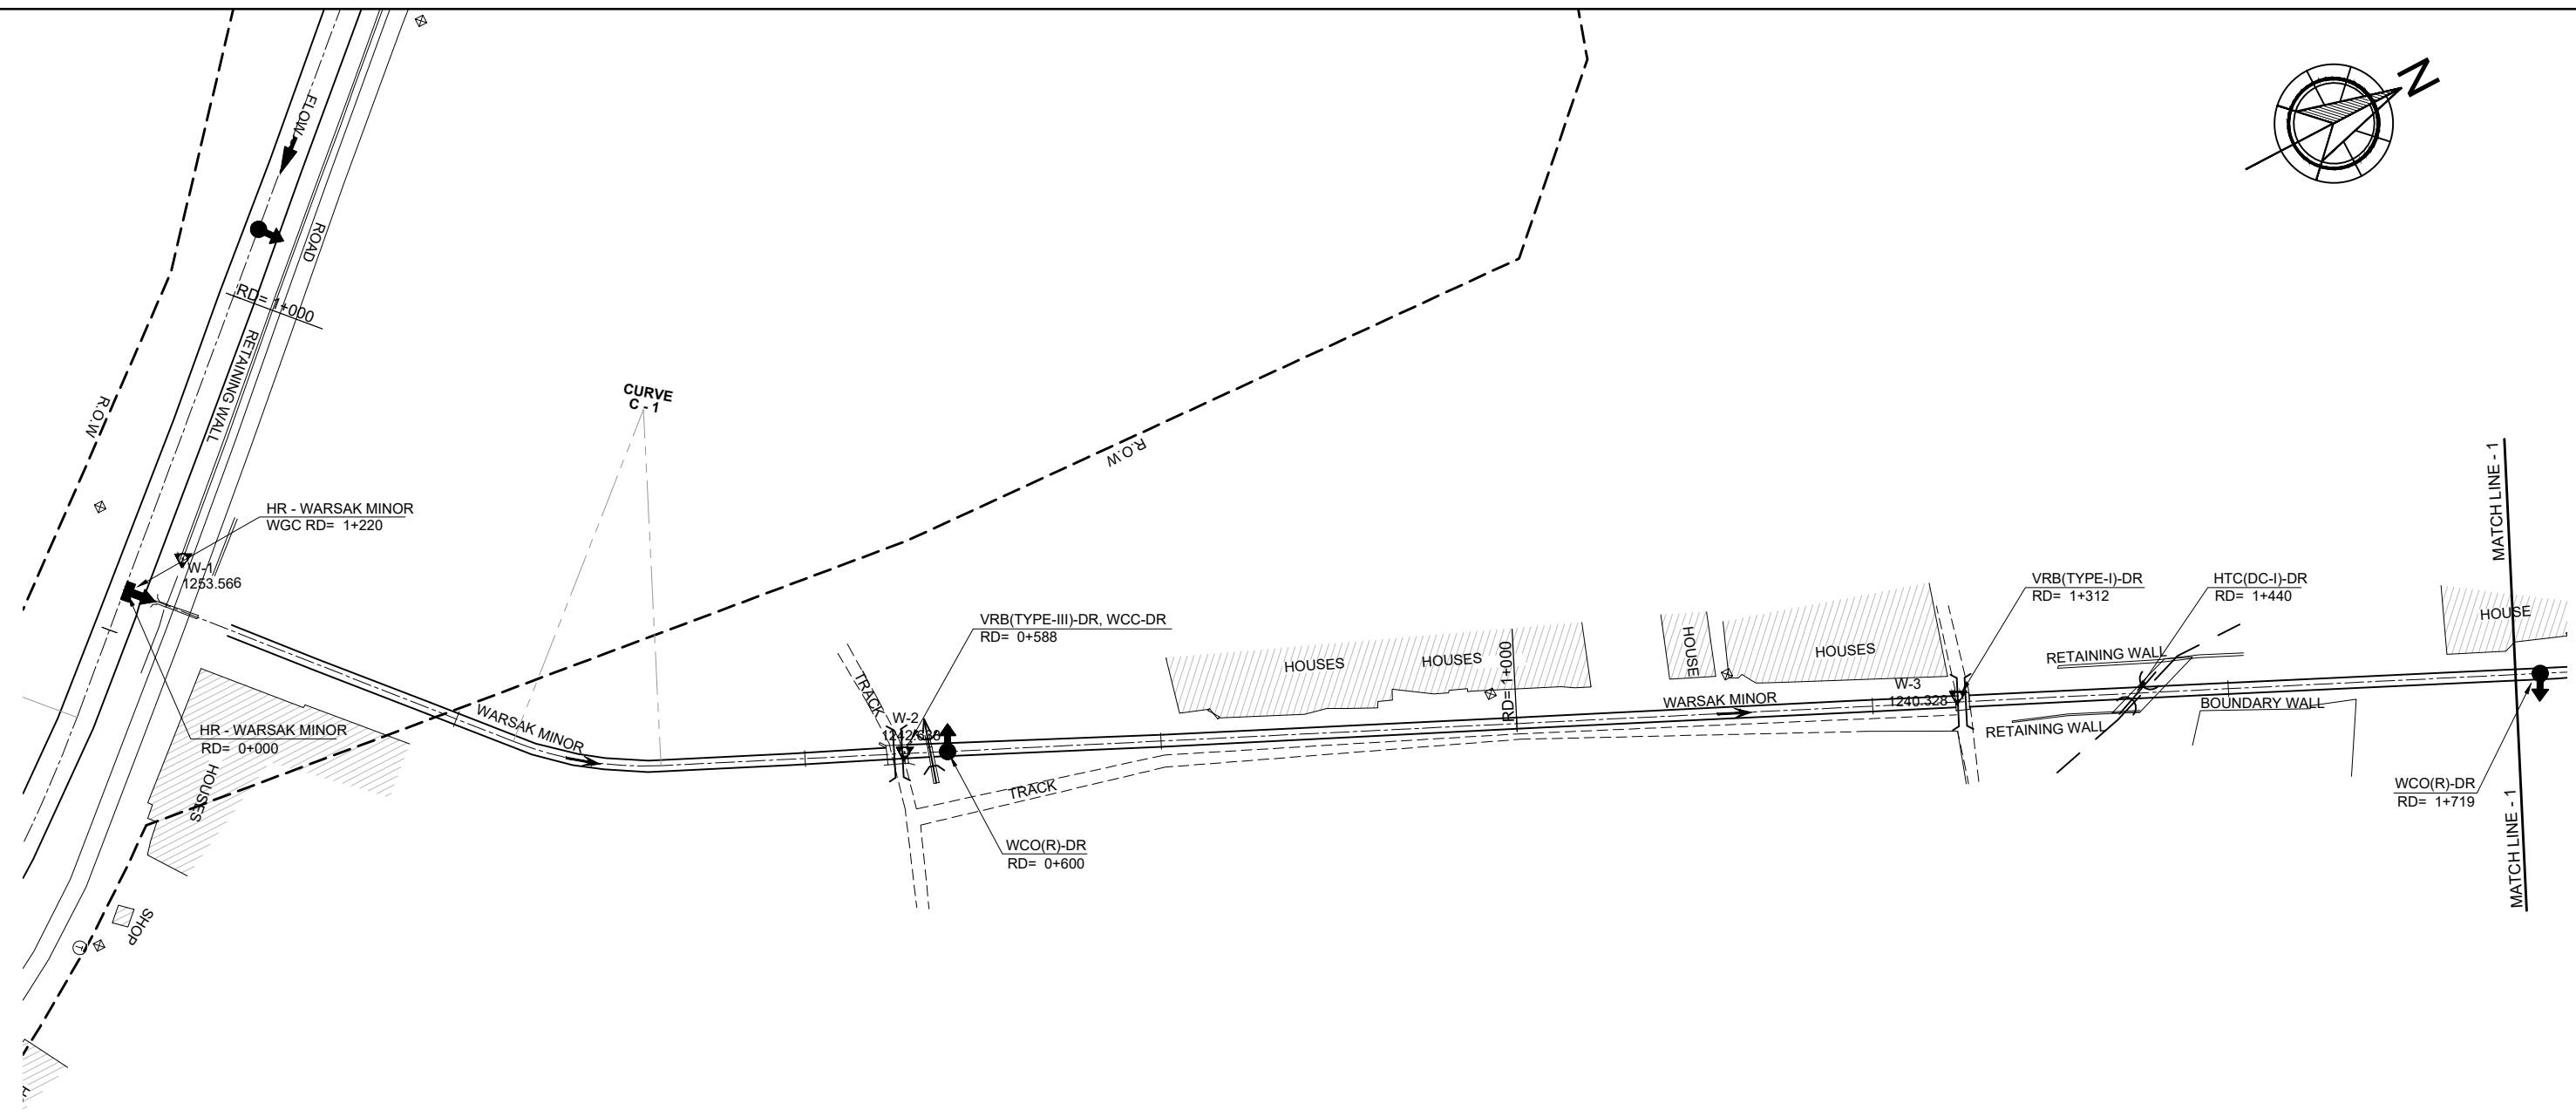 N
FLOW
ROAD
RD= 1+000
RETAINING WALL
R.O.W
CURVE
C - 1
R.O.W
HR - WARSAK MINOR
WGC RD= 1+220
W-1
1253.566
HR - WARSAK MINOR
RD= 0+000
HOUSES
SHOP
T
WARSAK MINOR
TRACK
W-2
VRB(TYPE-III)-DR, WCC-DR
RD= 0+588
TRACK
WCO(R)-DR
RD= 0+600
HOUSES
HOUSES
RD= 1+000
HOUSE
HOUSES
WARSAK MINOR
W-3
1240.328
VRB(TYPE-I)-DR
RD= 1+312
HTC(DC-I)-DR
RD= 1+440
RETAINING WALL
RETAINING WALL
BOUNDARY WALL
HOUSE
WCO(R)-DR
RD= 1+719
MATCH LINE - 1
MATCH LINE - 1